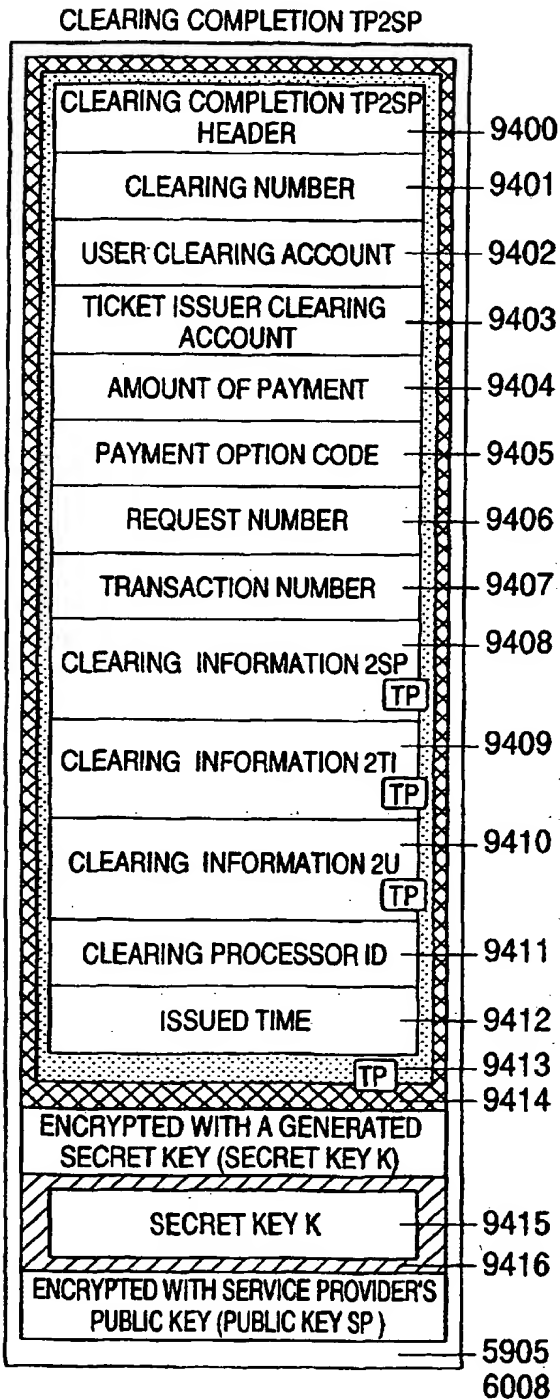 CLEARING COMPLETION TP2SP
CLEARING COMPLETION TP2SP
HEADER
9400
CLEARING NUMBER
9401
USER CLEARING ACCOUNT
9402
TICKET ISSUER CLEARING
ACCOUNT
9403
AMOUNT OF PAYMENT
9404
PAYMENT OPTION CODE
9405
REQUEST NUMBER
9406
TRANSACTION NUMBER
9407
9408
CLEARING INFORMATION 2SP
TP
9409
CLEARING INFORMATION 2TI
TP
9410
CLEARING INFORMATION 2U
TP
CLEARING PROCESSOR ID
9411
ISSUED TIME
9412
TP
9413
9414
ENCRYPTED WITH A GENERATED
SECRET KEY (SECRET KEY K)
SECRET KEY K
9415
9416
ENCRYPTED WITH SERVICE PROVIDER'S
PUBLIC KEY (PUBLIC KEY SP )
5905
6008